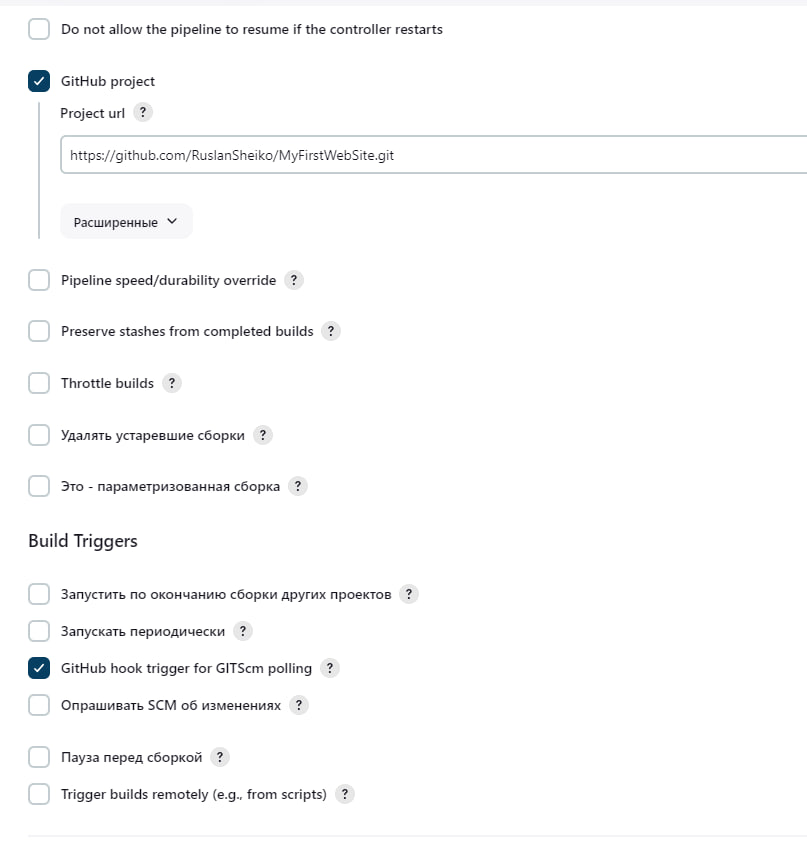 Do not allow the pipeline to resume if the controller restarts
GitHub project
Project url ?
https://github.com/RuslanSheiko/MyFirstWebSite.git
Расширенные
Pipeline speed/durability override ?
Preserve stashes from completed builds ?
Throttle builds ?
Удалять устаревшие сборки ?
Это - параметризованная сборка ?
Build Triggers
Запустить по окончанию сборки других проектов ?
Запускать периодически ?
GitHub hook trigger for GITScm polling ?
Опрашивать SCM об изменениях ?
Пауза перед сборкой ?
Trigger builds remotely (e.g., from scripts) ?